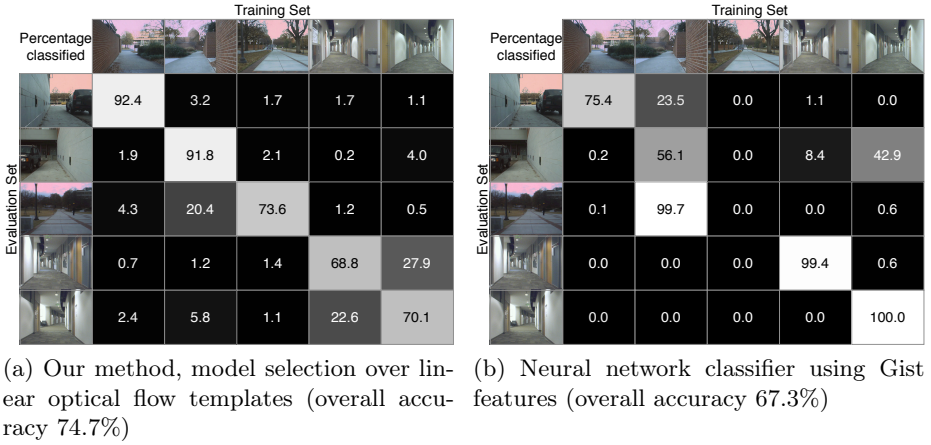 Training Set
Percentage
classified
Evaluation Set
92.4 3.2 1.7 1.7 1.1
1.9 91.8 2.1 0.2 4.0
4.3 20.4 73.6 1.2 0.5
0.7 1.2 1.4 68.8 27.9
2.4 5.8 1.1 22.6 70.1
(a) Our method, model selection over lin-
ear optical flow templates (overall accu-
racy 74.7%)
Training Set
Percentage
classified
Evaluation Set
75.4 23.5 0.0 1.1 0.0
0.2 56.1 0.0 8.4 42.9
0.1 99.7 0.0 0.0 0.6
0.0 0.0 0.0 99.4 0.6
0.0 0.0 0.0 0.0 100.0
(b) Neural network classifier using Gist
features (overall accuracy 67.3%)